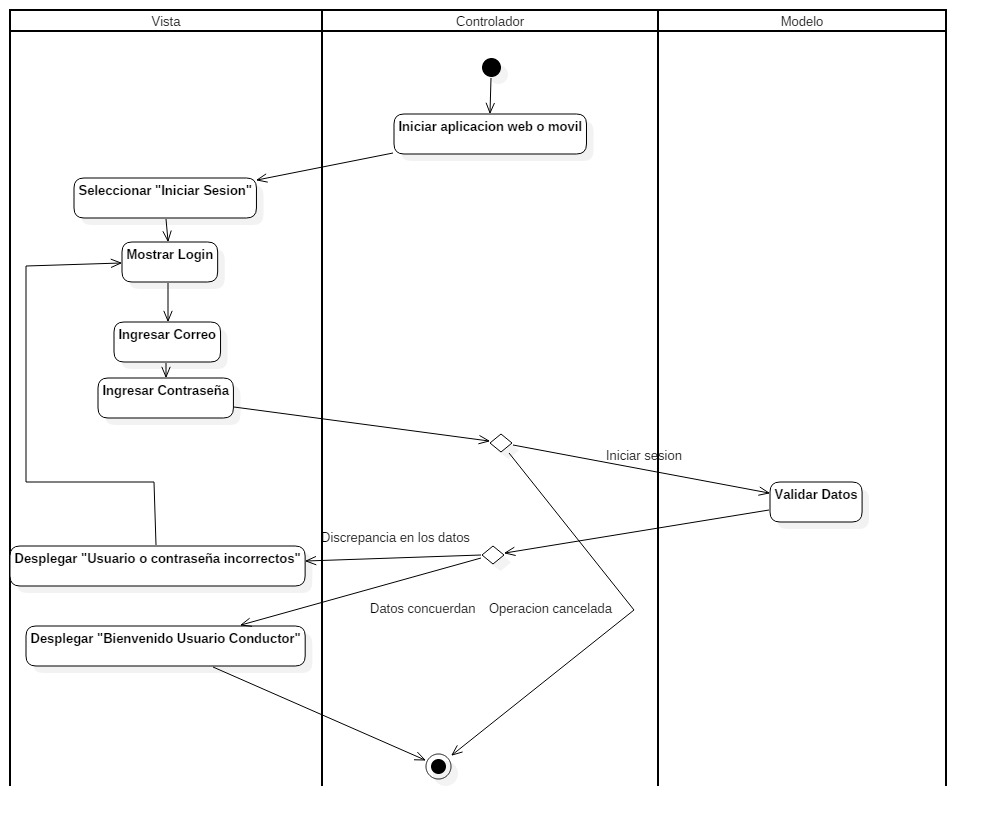 Vista
Controlador
Modelo
Iniciar aplicacion web o movil
Seleccionar "Iniciar Sesion"
Mostrar Login
Ingresar Correo
Ingresar Contraseña
Iniciar sesion
Validar Datos
Discrepancia en los datos
Desplegar "Usuario o contraseña incorrectos"
Datos concuerdan
Operacion cancelada
Desplegar "Bienvenido Usuario Conductor"